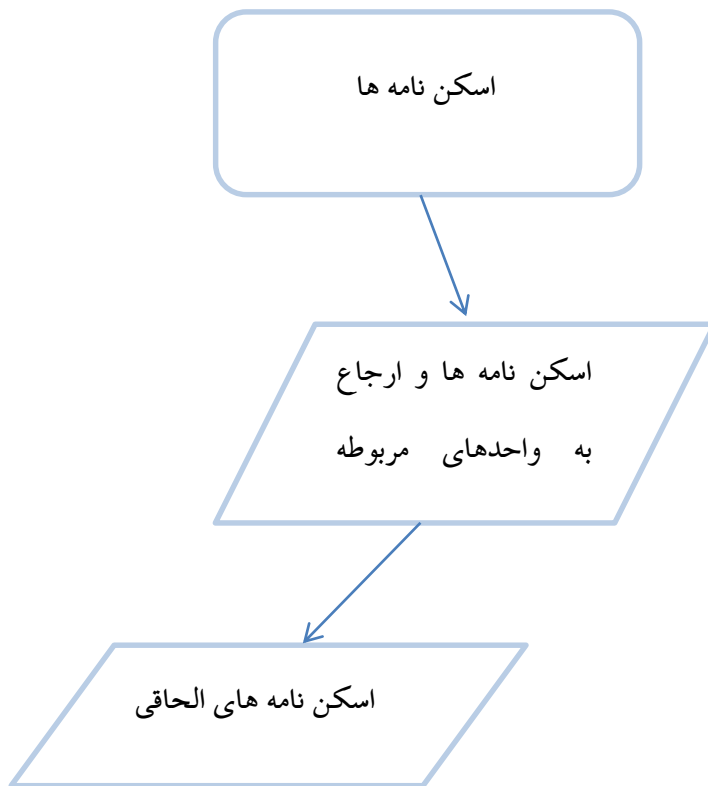 اسکن نامه ها
اسکن نامه ها و ارجاع
به واحدهای مربوطه
اسکن نامه های الحاقی